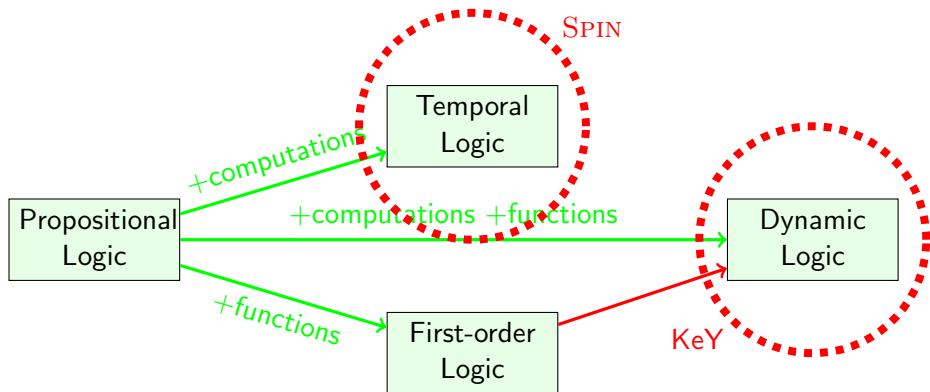 SPIN
Temporal
Logic
+computations
Propositional
Logic
+computations +functions
Dynamic
Logic
+functions
First-order
Logic
KeY